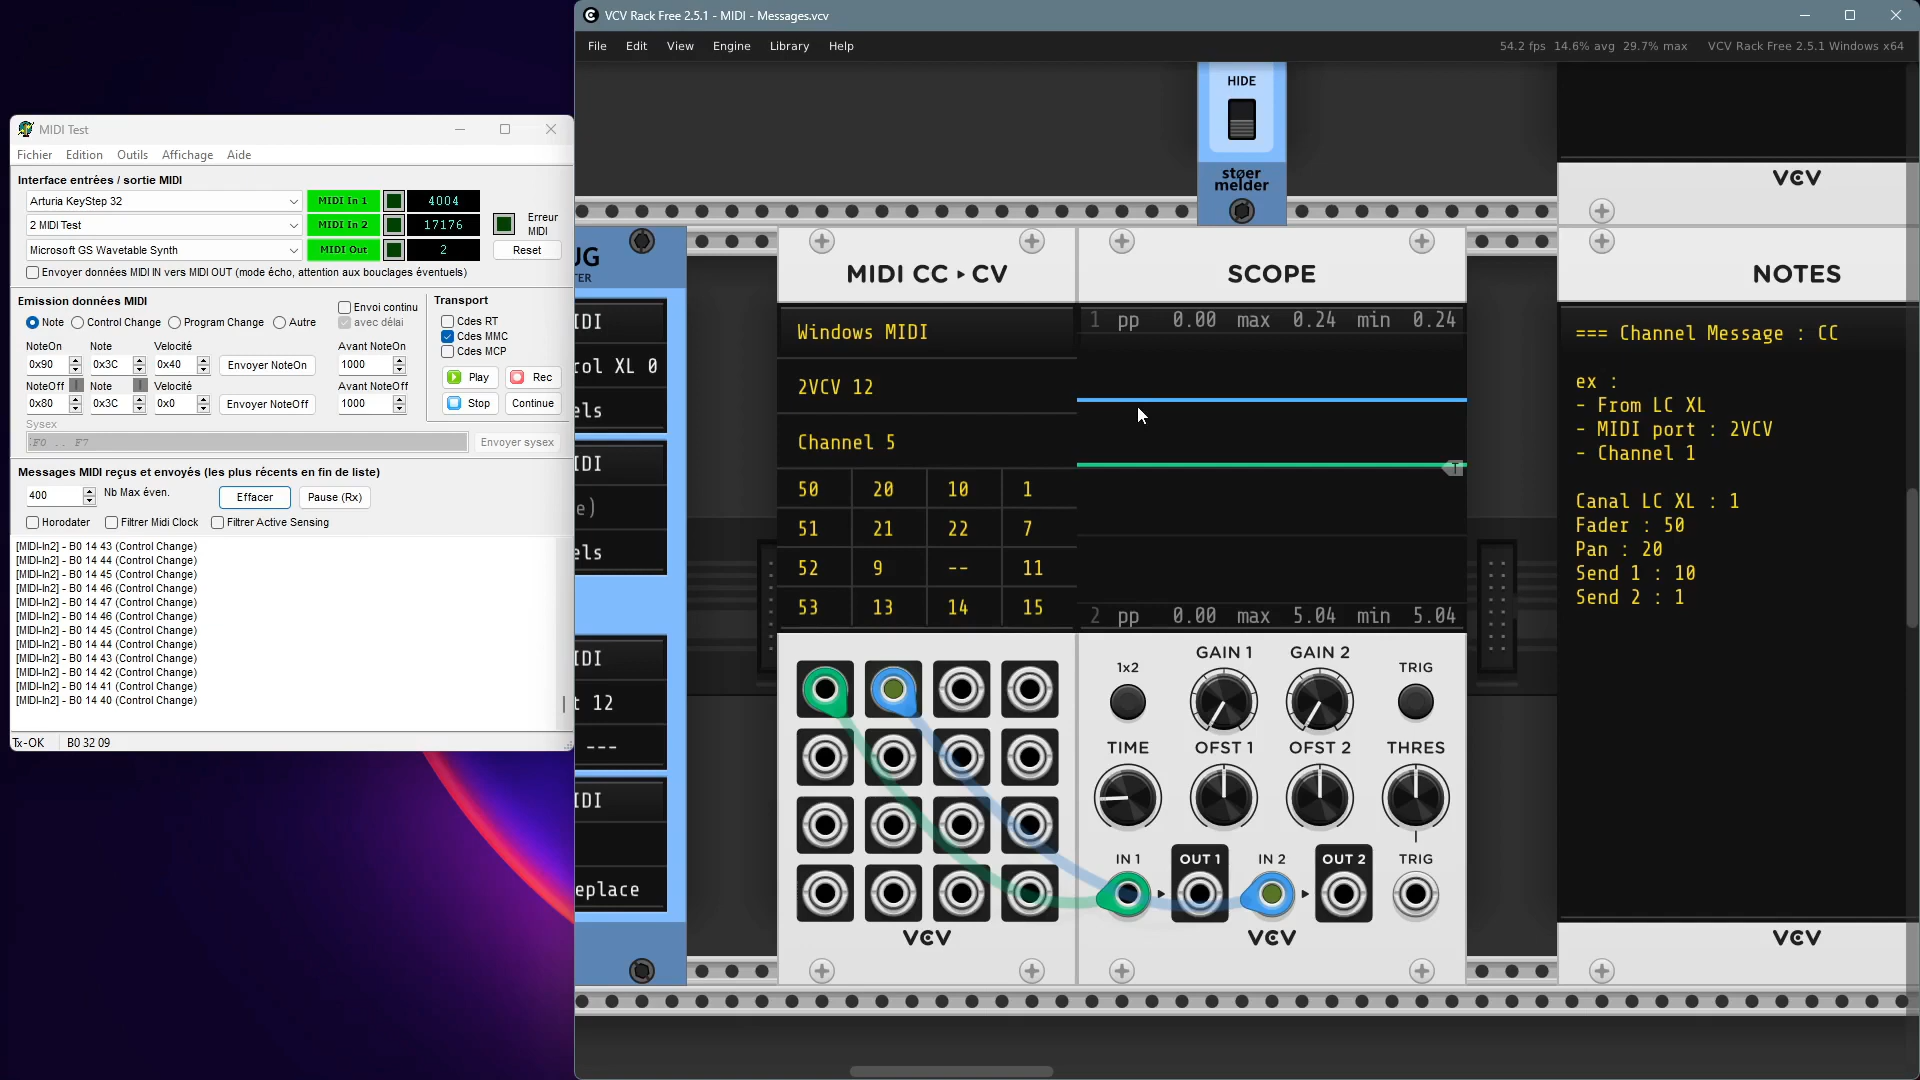 VCV Rack Free 2.5.1 - MIDI - Messages.vcv
File Edit View Engine Library Help
54.2 fps 14.6% avg 29.7% max VCV Rack Free 2.5.1 Windows x64
MIDI Test
Fichier Edition Outils Affichage Aide
Interface entrées / sortie MIDI
Arturia KeyStep 32 MIDI In 1 4004
2 MIDI Test MIDI In 2 17176
Erreur
MIDI
Microsoft GS Wavetable Synth MIDI Out 2 Reset
Envoyer données MIDI IN vers MIDI OUT (mode écho, attention aux bouclages éventuels)
Emission données MIDI
Note Control Change Program Change Autre
Envoi continu
avec délai
NoteOn Note Vélocité Avant NoteOn
0x90 0x3C 0x40 Envoyer NoteOn 1000
NoteOff Note Velocité Avant NoteOff
0x80 0x3C 0x0 Envoyer NoteOff 1000
Sysex
F0 .. F7 Envoyer sysex
Transport
Cdes RT
Cdes MMC
Cdes MCP
Play Rec
Stop Continue
Messages MIDI reçus et envoyés (les plus récents en fin de liste)
400 Nb Max éven. Effacer Pause (Rx)
Horodater Filtrer Midi Clock Filtrer Active Sensing
[MIDI-In2] - B0 14 43 (Control Change)
[MIDI-In2] - B0 14 44 (Control Change)
[MIDI-In2] - B0 14 45 (Control Change)
[MIDI-In2] - B0 14 46 (Control Change)
[MIDI-In2] - B0 14 47 (Control Change)
[MIDI-In2] - B0 14 46 (Control Change)
[MIDI-In2] - B0 14 45 (Control Change)
[MIDI-In2] - B0 14 44 (Control Change)
[MIDI-In2] - B0 14 43 (Control Change)
[MIDI-In2] - B0 14 42 (Control Change)
[MIDI-In2] - B0 14 41 (Control Change)
[MIDI-In2] - B0 14 40 (Control Change)
Tx-OK B0 32 09
HIDE
støer
melder
UG
TER
IDI
rol XL 0
els
IDI
e)
els
IDI
t 12
---
IDI
eplace
MIDI CC ▸ CV
Windows MIDI
2VCV 12
Channel 5
50 20 10 1
51 21 22 7
52 9 -- 11
53 13 14 15
VCV
SCOPE
1 pp 0.00 max 0.24 min 0.24
T
2 pp 0.00 max 5.04 min 5.04
1x2 GAIN 1 GAIN 2 TRIG
TIME OFST 1 OFST 2 THRES
IN 1 OUT 1 IN 2 OUT 2 TRIG
VCV
VCV
NOTES
=== Channel Message : CC
ex :
- From LC XL
- MIDI port : 2VCV
- Channel 1
Canal LC XL : 1
Fader : 50
Pan : 20
Send 1 : 10
Send 2 : 1
VCV